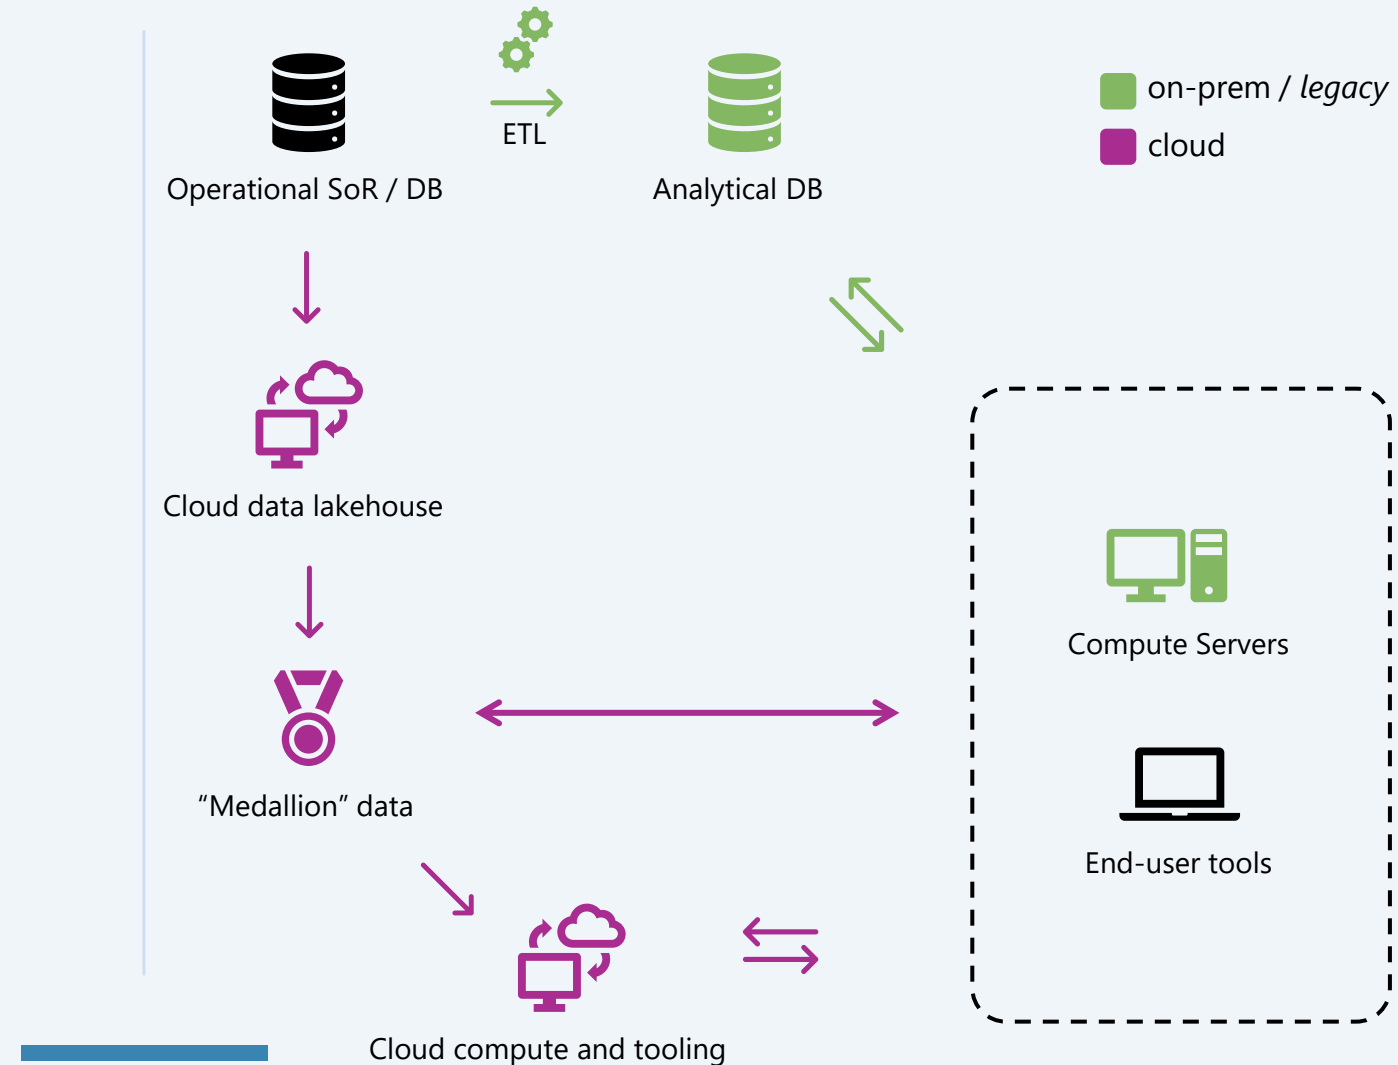 ETL
on-prem / legacy
cloud
Operational SoR / DB
Analytical DB
Cloud data lakehouse
Compute Servers
“Medallion” data
End-user tools
Cloud compute and tooling